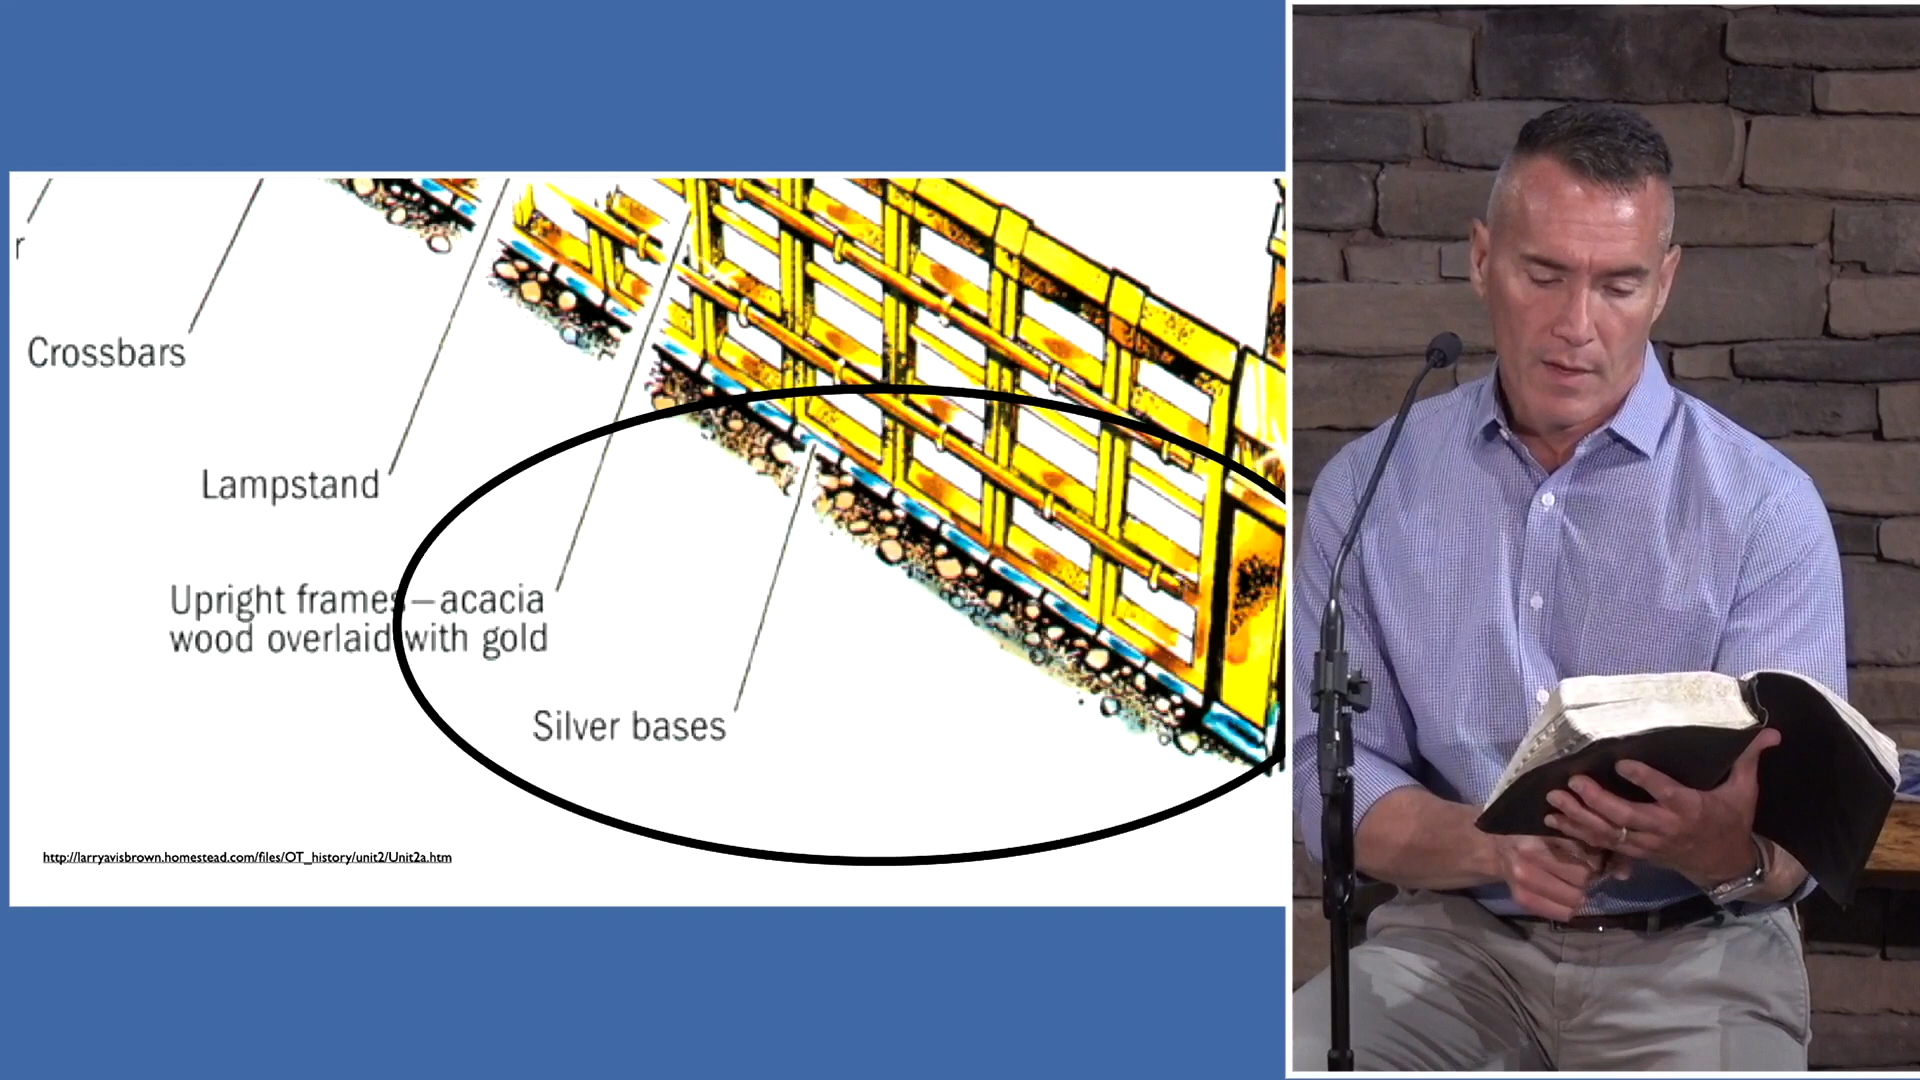 r
Crossbars
Lampstand
Upright frames—acacia
wood overlaid with gold
Silver bases
http://larryavisbrown.homestead.com/files/OT_history/unit2/Unit2a.htm